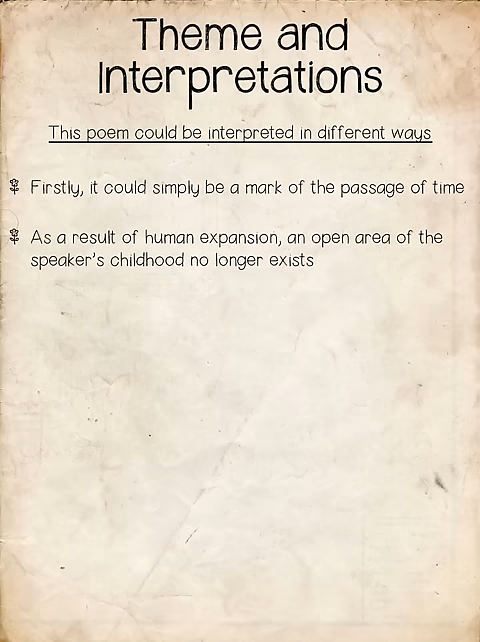 Theme and
Interpretations
This poem could be interpreted in different ways
Firstly, it could simply be a mark of the passage of time
As a result of human expansion, an open area of the
speaker's childhood no longer exists